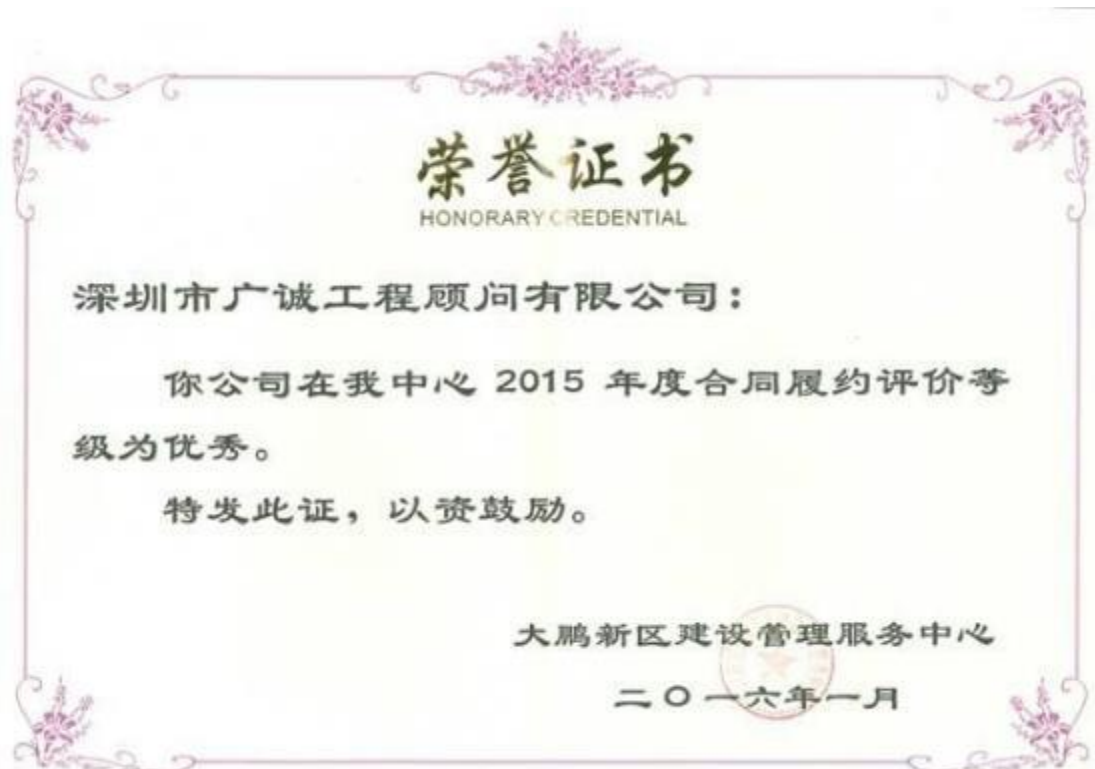 荣誉证书
HONORARY CREDENTIAL
深圳市广诚工程顾问有限公司：
你公司在我中心 2015 年度合同履约评价等
级为优秀。
特发此证，以资鼓励。
大鹏新区建设管理服务中心
二〇一六年一月